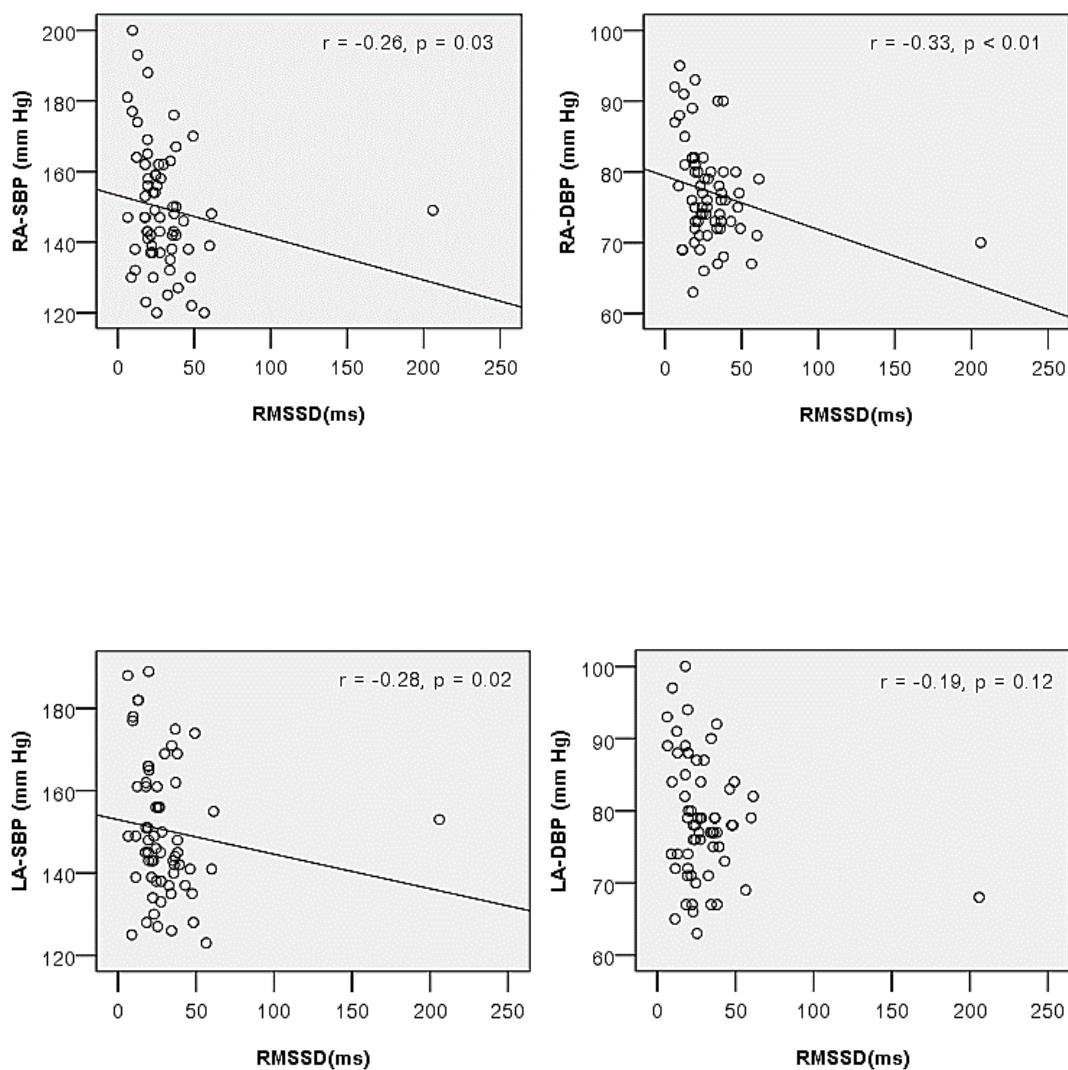 r = -0.26, p = 0.03
RA-SBP (mm Hg)
200
180
160
140
120
0 50 100 150 200 250
RMSSD(ms)
r = -0.33, p < 0.01
RA-DBP (mm Hg)
100
90
80
70
60
0 50 100 150 200 250
RMSSD(ms)
r = -0.28, p = 0.02
LA-SBP (mm Hg)
180
160
140
120
0 50 100 150 200 250
RMSSD(ms)
r = -0.19, p = 0.12
LA-DBP (mm Hg)
100
90
80
70
60
0 50 100 150 200 250
RMSSD(ms)